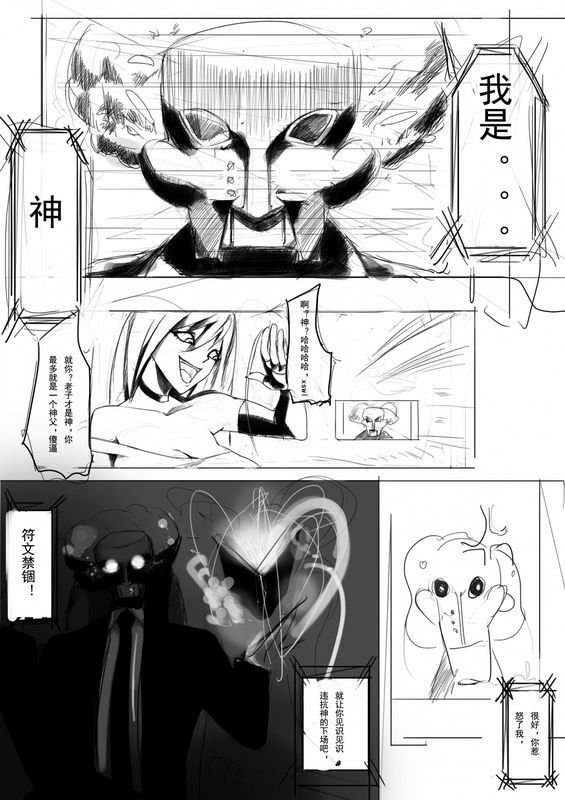 我是。。。
神
啊？神？哈哈哈哈，
xswl
就你？老子才是神，你
最多就是一个神父，傻逼
很好，你惹
怒了我，
就让你见识见识
违抗神的下场吧，
符文禁锢！